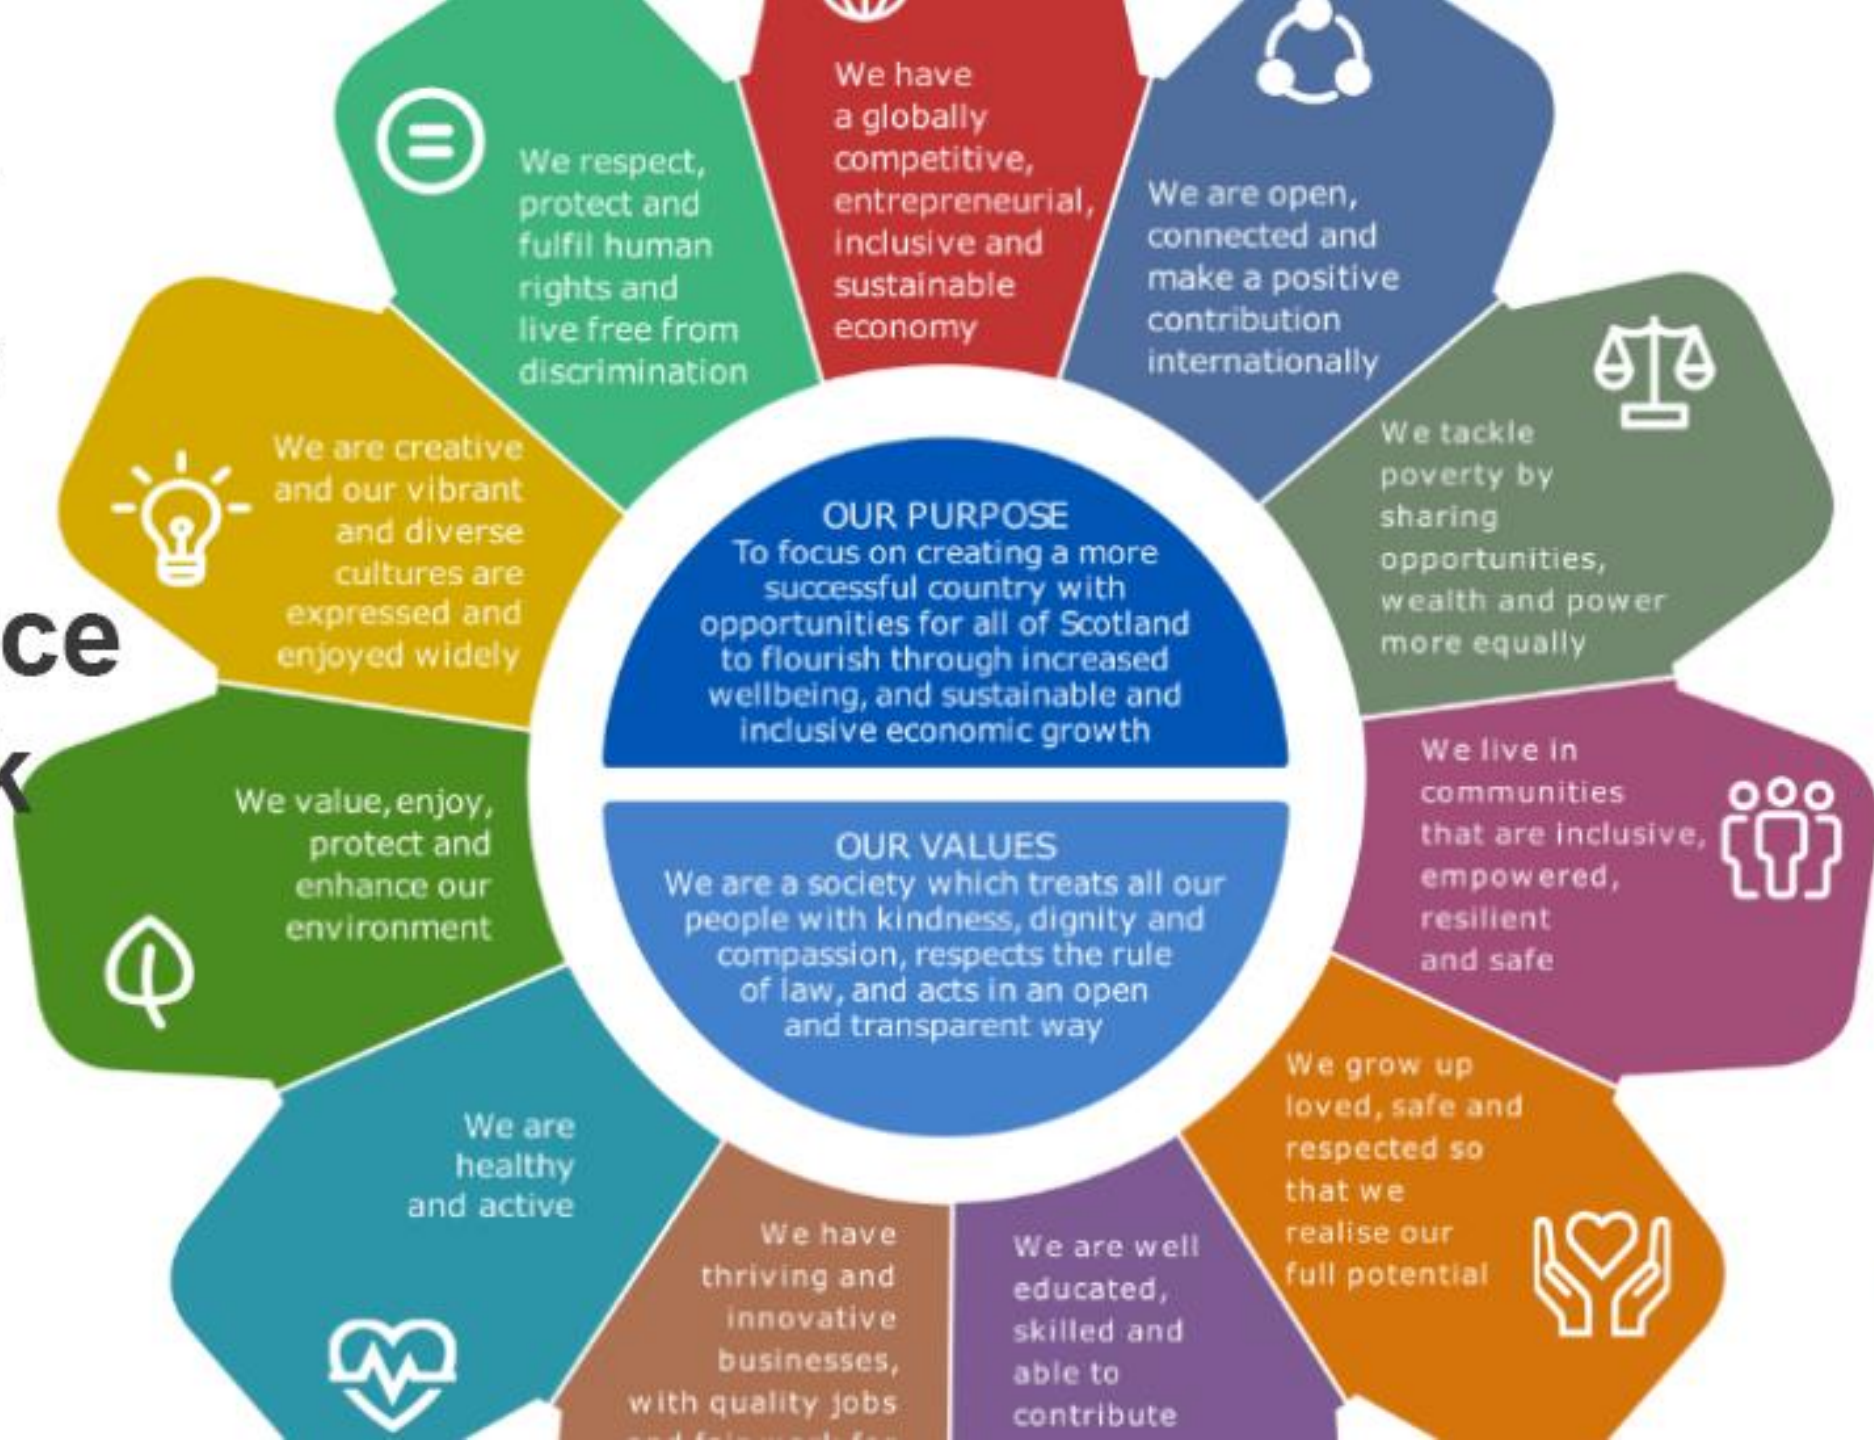 We have
a globally
competitive,
entrepreneurial,
inclusive and
sustainable
economy
We are open,
connected and
make a positive
contribution
internationally
We tackle
poverty by
sharing
opportunities,
wealth and power
more equally
We live in
communities
that are inclusive,
empowered,
resilient
and safe
We grow up
loved, safe and
respected so
that we
realise our
full potential
We are well
educated,
skilled and
able to
contribute
We have
thriving and
innovative
businesses,
with quality jobs
and fair work for
We are
healthy
and active
We value, enjoy,
protect and
enhance our
environment
We are creative
and our vibrant
and diverse
cultures are
expressed and
enjoyed widely
We respect,
protect and
fulfil human
rights and
live free from
discrimination
OUR PURPOSE
To focus on creating a more
successful country with
opportunities for all of Scotland
to flourish through increased
wellbeing, and sustainable and
inclusive economic growth
OUR VALUES
We are a society which treats all our
people with kindness, dignity and
compassion, respects the rule
of law, and acts in an open
and transparent way
ce
k